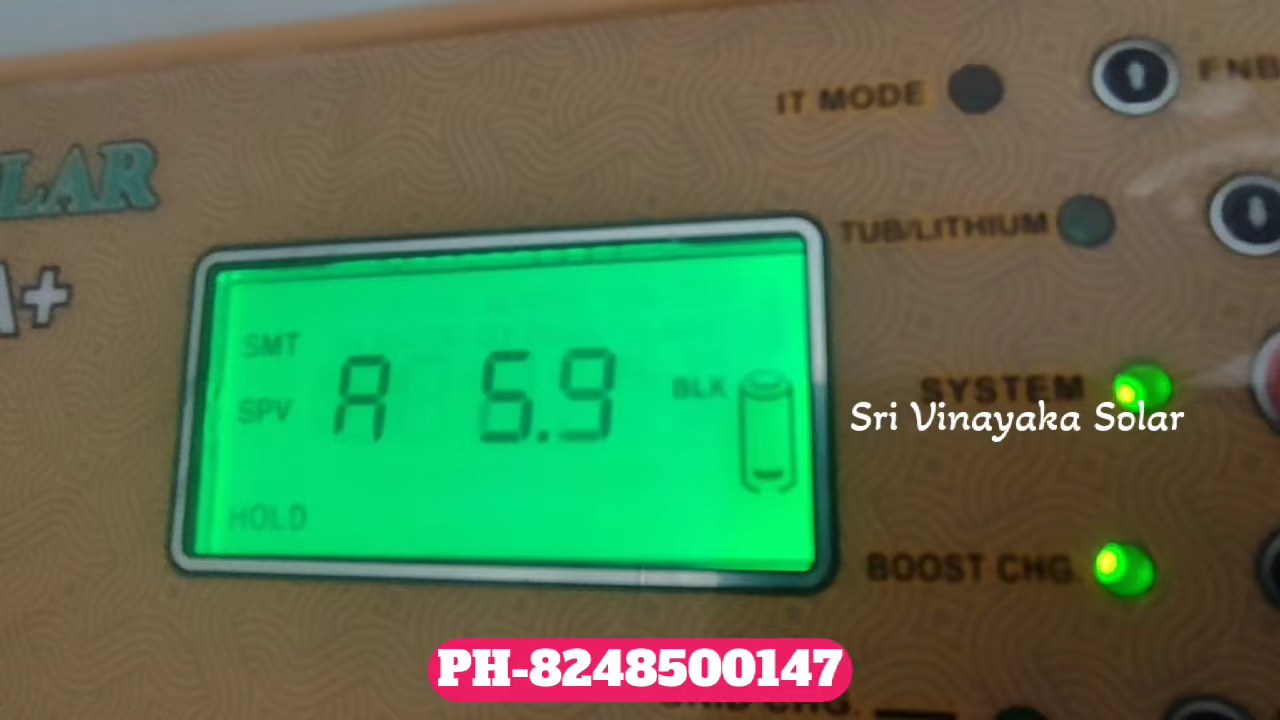 IT MODE
ENB
LAR
TUB/LITHIUM
A+
SMT
SPV
A 5.9
BLK
SYSTEM
Sri Vinayaka Solar
HOLD
BOOST CHG
PH-8248500147